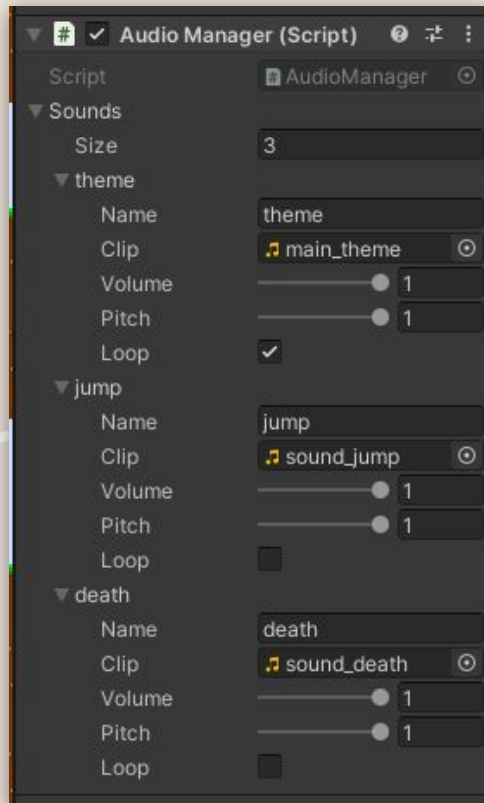 Audio Manager (Script)
Script AudioManager
Sounds
Size 3
theme
Name theme
Clip main_theme
Volume 1
Pitch 1
Loop
jump
Name jump
Clip sound_jump
Volume 1
Pitch 1
Loop
death
Name death
Clip sound_death
Volume 1
Pitch 1
Loop